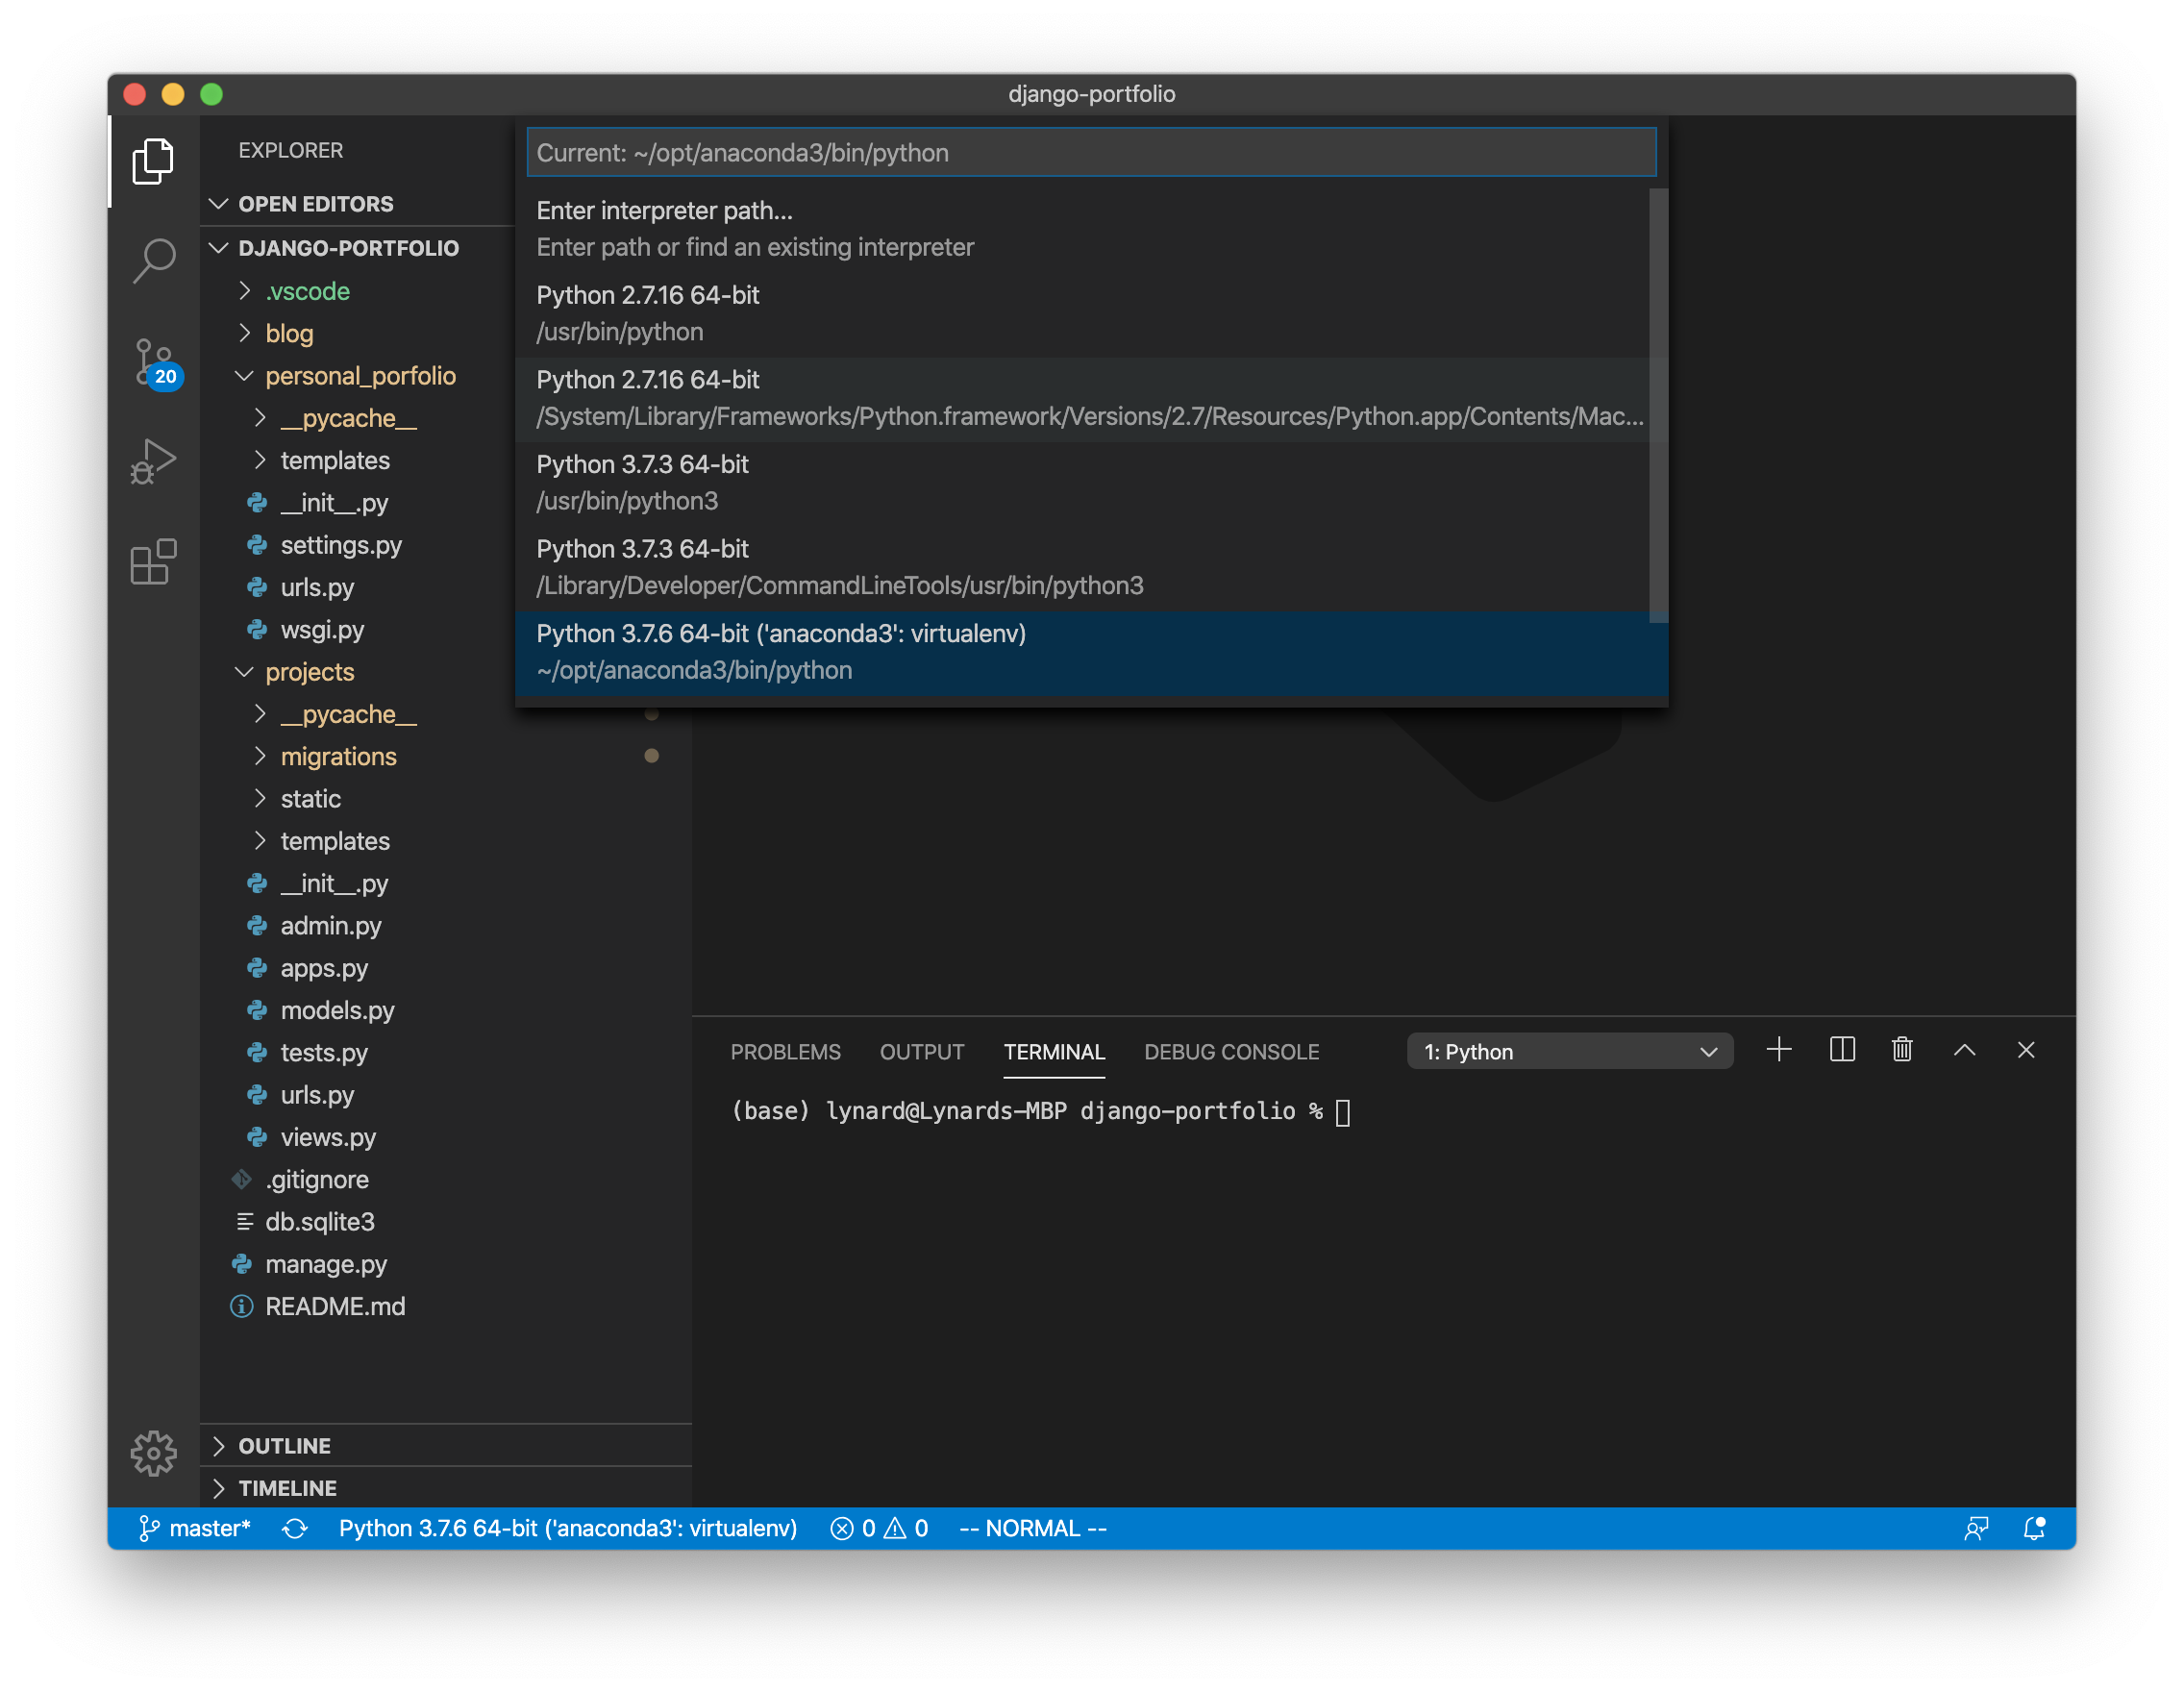 django-portfolio
Current: ~/opt/anaconda3/bin/python
Enter interpreter path...
Enter path or find an existing interpreter
Python 2.7.16 64-bit
/usr/bin/python
Python 2.7.16 64-bit
/System/Library/Frameworks/Python.framework/Versions/2.7/Resources/Python.app/Contents/Mac...
Python 3.7.3 64-bit
/usr/bin/python3
Python 3.7.3 64-bit
/Library/Developer/CommandLineTools/usr/bin/python3
Python 3.7.6 64-bit ('anaconda3': virtualenv)
~/opt/anaconda3/bin/python
EXPLORER
OPEN EDITORS
DJANGO-PORTFOLIO
.vscode
blog
personal_porfolio
__pycache__
templates
__init__.py
settings.py
urls.py
wsgi.py
projects
__pycache__
migrations
static
templates
__init__.py
admin.py
apps.py
models.py
tests.py
urls.py
views.py
.gitignore
db.sqlite3
manage.py
README.md
OUTLINE
TIMELINE
20
PROBLEMS OUTPUT TERMINAL DEBUG CONSOLE 1: Python
(base) lynard@Lynards-MBP django-portfolio %
master* Python 3.7.6 64-bit ('anaconda3': virtualenv) 0 0 -- NORMAL --